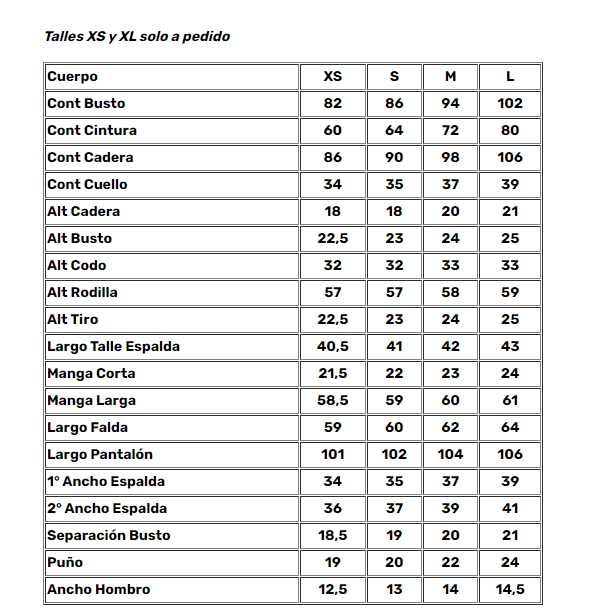 Talles XS y XL solo a pedido
Cuerpo XS S M L
Cont Busto 82 86 94 102
Cont Cintura 60 64 72 80
Cont Cadera 86 90 98 106
Cont Cuello 34 35 37 39
Alt Cadera 18 18 20 21
Alt Busto 22,5 23 24 25
Alt Codo 32 32 33 33
Alt Rodilla 57 57 58 59
Alt Tiro 22,5 23 24 25
Largo Talle Espalda 40,5 41 42 43
Manga Corta 21,5 22 23 24
Manga Larga 58,5 59 60 61
Largo Falda 59 60 62 64
Largo Pantalón 101 102 104 106
1° Ancho Espalda 34 35 37 39
2° Ancho Espalda 36 37 39 41
Separación Busto 18,5 19 20 21
Puño 19 20 22 24
Ancho Hombro 12,5 13 14 14,5